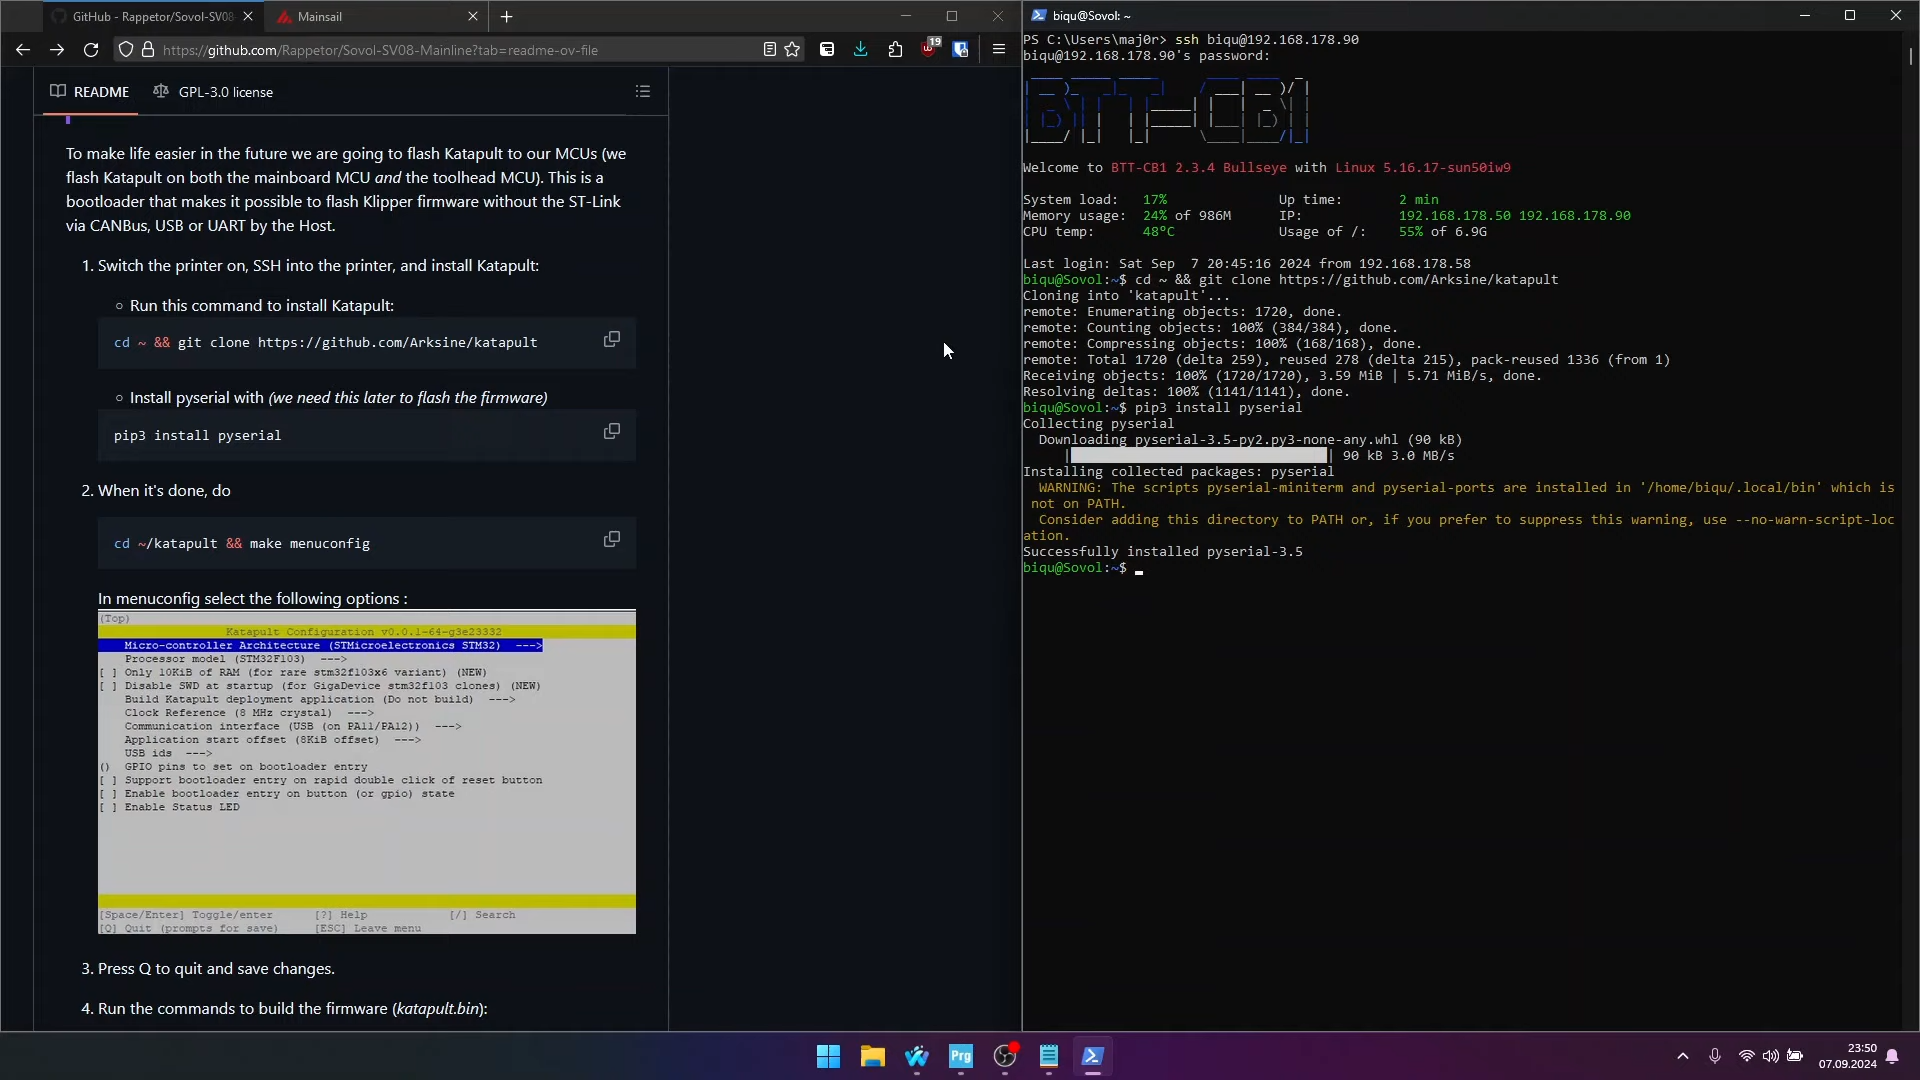 GitHub - Rappetor/Sovol-SV08
Mainsail
https://github.com/Rappetor/Sovol-SV08-Mainline?tab=readme-ov-file
19
README
GPL-3.0 license
To make life easier in the future we are going to flash Katapult to our MCUs (we
flash Katapult on both the mainboard MCU and the toolhead MCU). This is a
bootloader that makes it possible to flash Klipper firmware without the ST-Link
via CANBus, USB or UART by the Host.
1. Switch the printer on, SSH into the printer, and install Katapult:
○ Run this command to install Katapult:
cd ~ && git clone https://github.com/Arksine/katapult
○ Install pyserial with (we need this later to flash the firmware)
pip3 install pyserial
2. When it's done, do
cd ~/katapult && make menuconfig
In menuconfig select the following options :
(Top)
Katapult Configuration v0.0.1-64-g3e23332
Micro-controller Architecture (STMicroelectronics STM32) --->
Processor model (STM32F103) --->
[ ] Only 10KiB of RAM (for rare stm32f103x6 variant) (NEW)
[ ] Disable SWD at startup (for GigaDevice stm32f103 clones) (NEW)
Build Katapult deployment application (Do not build) --->
Clock Reference (8 MHz crystal) --->
Communication interface (USB (on PA11/PA12)) --->
Application start offset (8KiB offset) --->
USB ids --->
() GPIO pins to set on bootloader entry
[ ] Support bootloader entry on rapid double click of reset button
[ ] Enable bootloader entry on button (or gpio) state
[ ] Enable Status LED
[Space/Enter] Toggle/enter [?] Help [/] Search
[Q] Quit (prompts for save) [ESC] Leave menu
3. Press Q to quit and save changes.
4. Run the commands to build the firmware (katapult.bin):
biqu@Sovol: ~
PS C:\Users\maj0r> ssh biqu@192.168.178.90
biqu@192.168.178.90's password:
BTT-CB1
Welcome to BTT-CB1 2.3.4 Bullseye with Linux 5.16.17-sun50iw9
System load: 17% Up time: 2 min
Memory usage: 24% of 986M IP: 192.168.178.50 192.168.178.90
CPU temp: 48°C Usage of /: 55% of 6.9G
Last login: Sat Sep 7 20:45:16 2024 from 192.168.178.58
biqu@Sovol:~$ cd ~ && git clone https://github.com/Arksine/katapult
Cloning into 'katapult'...
remote: Enumerating objects: 1720, done.
remote: Counting objects: 100% (384/384), done.
remote: Compressing objects: 100% (168/168), done.
remote: Total 1720 (delta 259), reused 278 (delta 215), pack-reused 1336 (from 1)
Receiving objects: 100% (1720/1720), 3.59 MiB | 5.71 MiB/s, done.
Resolving deltas: 100% (1141/1141), done.
biqu@Sovol:~$ pip3 install pyserial
Collecting pyserial
Downloading pyserial-3.5-py2.py3-none-any.whl (90 kB)
| | 90 kB 3.0 MB/s
Installing collected packages: pyserial
WARNING: The scripts pyserial-miniterm and pyserial-ports are installed in '/home/biqu/.local/bin' which is
not on PATH.
Consider adding this directory to PATH or, if you prefer to suppress this warning, use --no-warn-script-loc
ation.
Successfully installed pyserial-3.5
biqu@Sovol:~$
Prg
23:50
07.09.2024